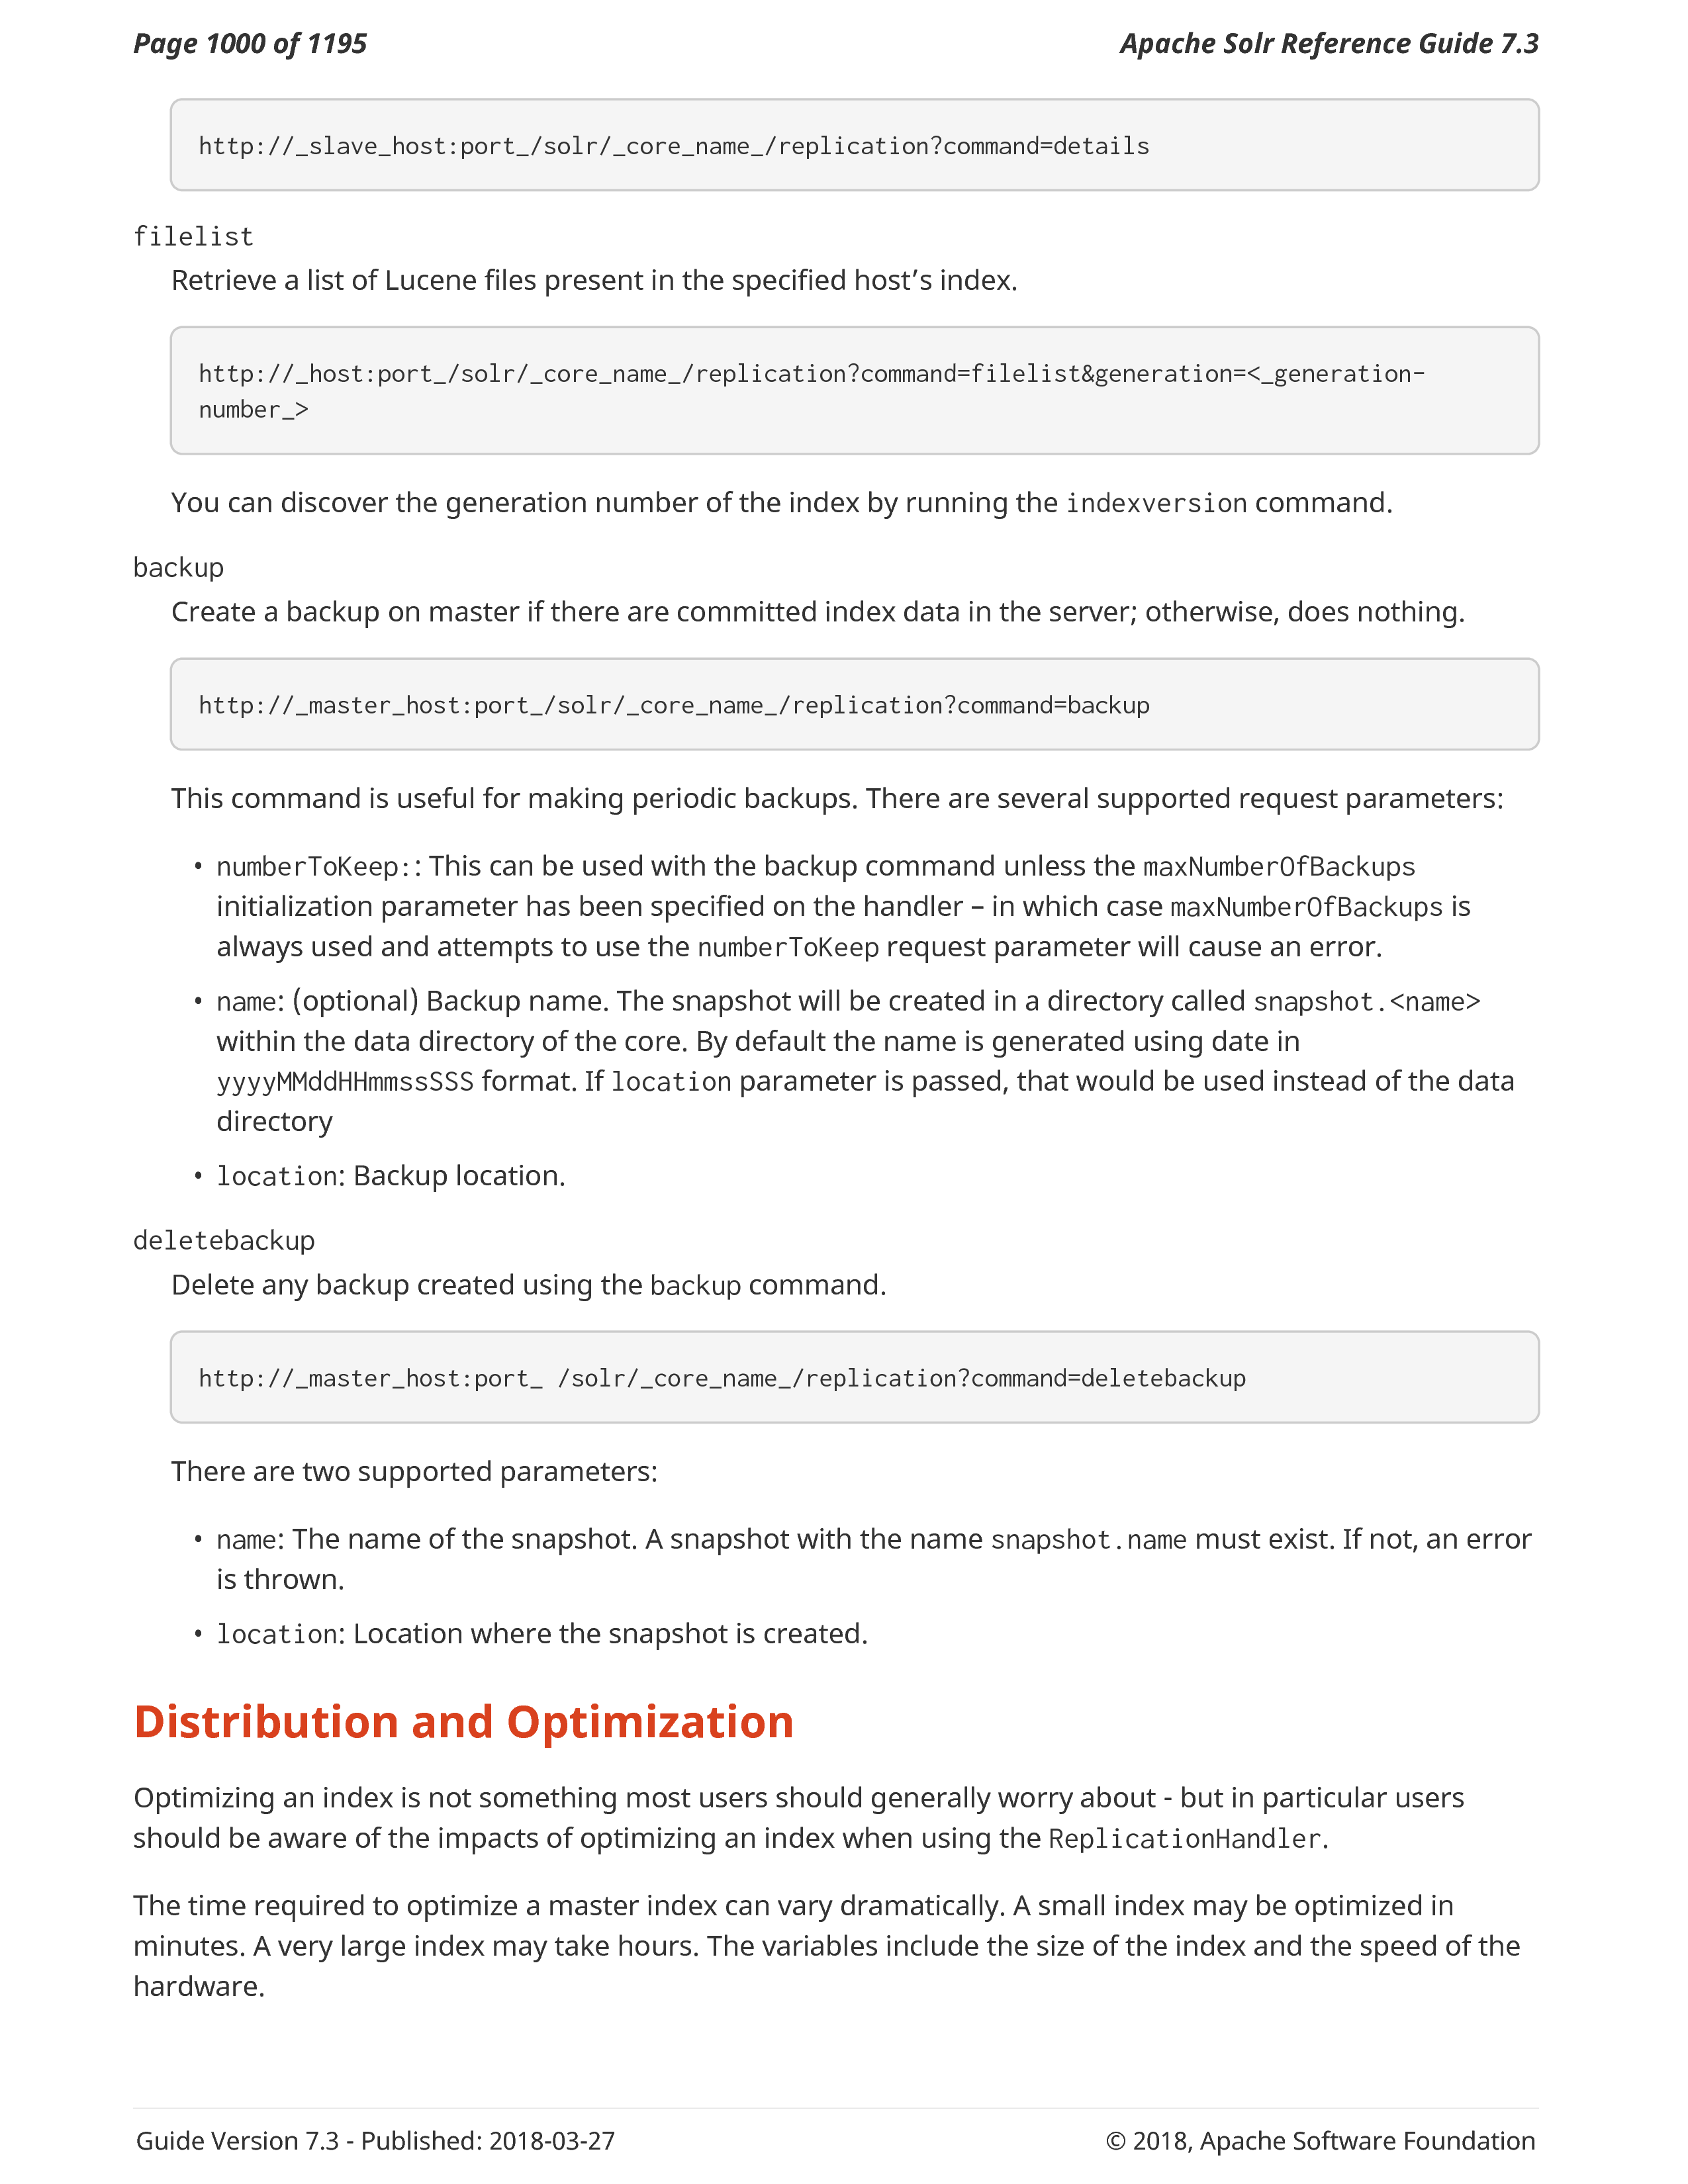 Page 1000 of 1195
Apache Solr Reference Guide 7.3
http://_slave_host:port_/solr/_core_name_/replication?command=details
filelist
Retrieve a list of Lucene files present in the specified host’s index.
http://_host:port_/solr/_core_name_/replication?command=filelist&generation=<_generation-
number_>
You can discover the generation number of the index by running the indexversion command.
backup
Create a backup on master if there are committed index data in the server; otherwise, does nothing.
http://_master_host:port_/solr/_core_name_/replication?command=backup
This command is useful for making periodic backups. There are several supported request parameters:
• numberToKeep:: This can be used with the backup command unless the maxNumberOfBackups
initialization parameter has been specified on the handler – in which case maxNumberOfBackups is
always used and attempts to use the numberToKeep request parameter will cause an error.
• name: (optional) Backup name. The snapshot will be created in a directory called snapshot.<name>
within the data directory of the core. By default the name is generated using date in
yyyyMMddHHmmssSSS format. If location parameter is passed, that would be used instead of the data
directory
• location: Backup location.
deletebackup
Delete any backup created using the backup command.
http://_master_host:port_ /solr/_core_name_/replication?command=deletebackup
There are two supported parameters:
• name: The name of the snapshot. A snapshot with the name snapshot.name must exist. If not, an error
is thrown.
• location: Location where the snapshot is created.
Distribution and Optimization
Optimizing an index is not something most users should generally worry about - but in particular users
should be aware of the impacts of optimizing an index when using the ReplicationHandler.
The time required to optimize a master index can vary dramatically. A small index may be optimized in
minutes. A very large index may take hours. The variables include the size of the index and the speed of the
hardware.
Guide Version 7.3 - Published: 2018-03-27
© 2018, Apache Software Foundation